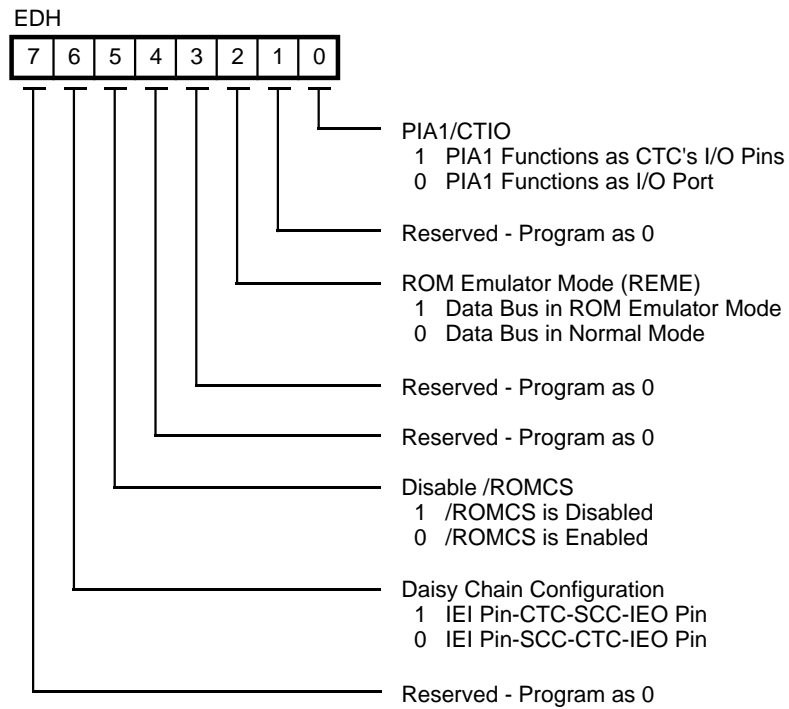 EDH
7 6 5 4 3 2 1 0
PIA1/CTIO
1 PIA1 Functions as CTC's I/O Pins
0 PIA1 Functions as I/O Port
Reserved - Program as 0
ROM Emulator Mode (REME)
1 Data Bus in ROM Emulator Mode
0 Data Bus in Normal Mode
Reserved - Program as 0
Reserved - Program as 0
Disable /ROMCS
1 /ROMCS is Disabled
0 /ROMCS is Enabled
Daisy Chain Configuration
1 IEI Pin-CTC-SCC-IEO Pin
0 IEI Pin-SCC-CTC-IEO Pin
Reserved - Program as 0